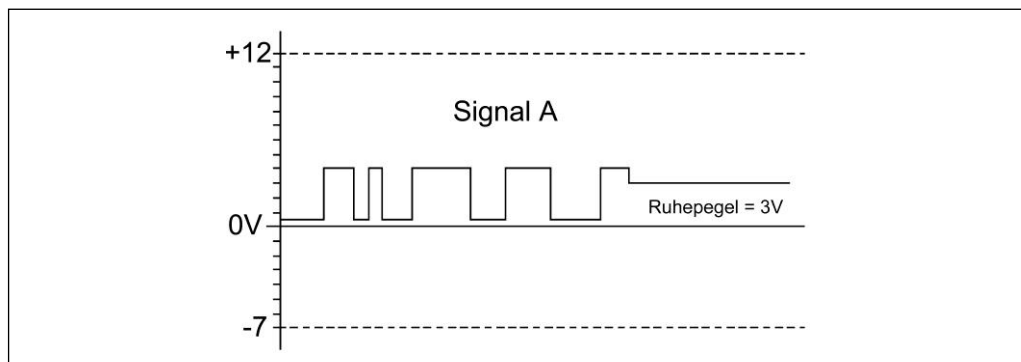 +12
Signal A
Ruhepegel = 3V
0V
-7